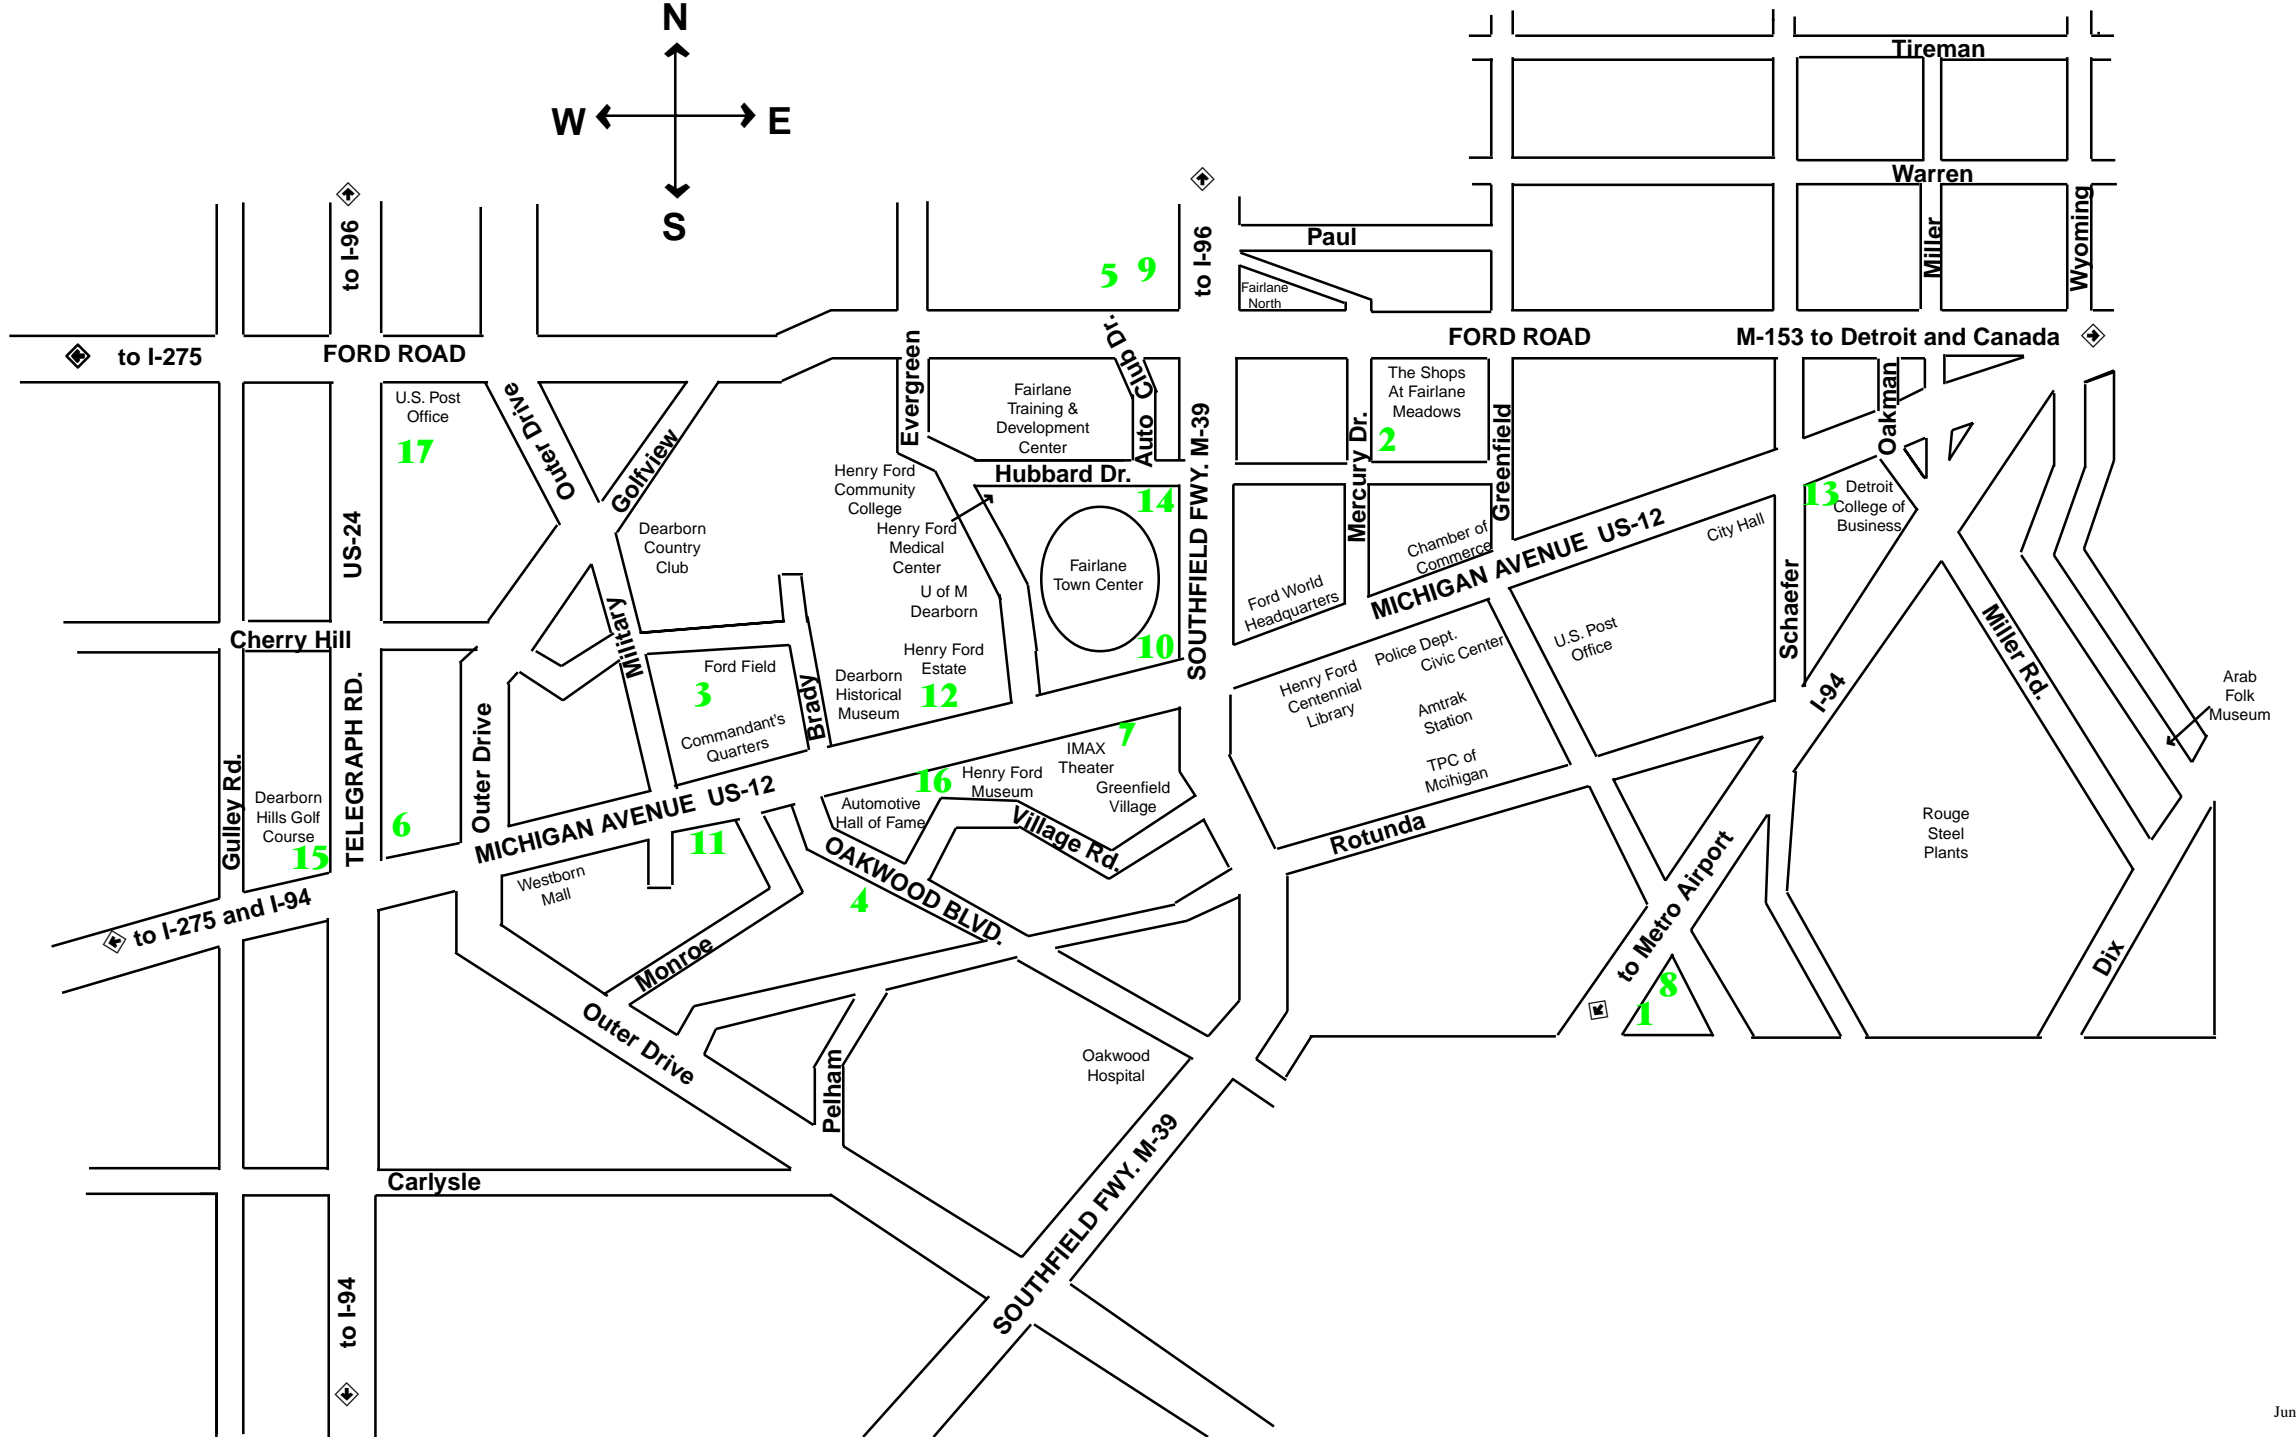 N
W
E
S
Tireman
Warren
Miller
Wyoming
to I-96
to I-96
Paul
5
9
Fairlane
North
to I-275
FORD ROAD
FORD ROAD
M-153 to Detroit and Canada
Evergreen
Auto Club Dr.
Outer Drive
Golfview
U.S. Post
Office
17
US-24
Fairlane
Training &
Development
Center
Hubbard Dr.
SOUTHFIELD FWY. M-39
The Shops
At Fairlane
Meadows
2
Mercury Dr.
Greenfield
Oakman
Henry Ford
Community
College
Henry Ford
Medical
Center
U of M
Dearborn
14
Fairlane
Town Center
10
Dearborn
Country
Club
13
Detroit
College of
Business
Chamber of
Commerce
City Hall
MICHIGAN AVENUE US-12
Ford World
Headquarters
Schaefer
Cherry Hill
Military
Ford Field
3
Commandant's
Quarters
Brady
Dearborn
Historical
Museum
Henry Ford
Estate
12
Henry Ford
Centennial
Library
Police Dept.
Civic Center
Amtrak
Station
TPC of
Mcihigan
U.S. Post
Office
I-94
Miller Rd.
Arab
Folk
Museum
TELEGRAPH RD.
Outer Drive
Gulley Rd.
Dearborn
Hills Golf
Course
15
6
MICHIGAN AVENUE US-12
7
IMAX
Theater
Greenfield
Village
16
Henry Ford
Museum
Automotive
Hall of Fame
Village Rd.
Rotunda
Rouge
Steel
Plants
11
Westborn
Mall
OAKWOOD BLVD.
4
to I-275 and I-94
Monroe
to Metro Airport
8
1
Dix
Outer Drive
Pelham
Oakwood
Hospital
SOUTHFIELD FWY. M-39
Carlysle
to I-94
Jun